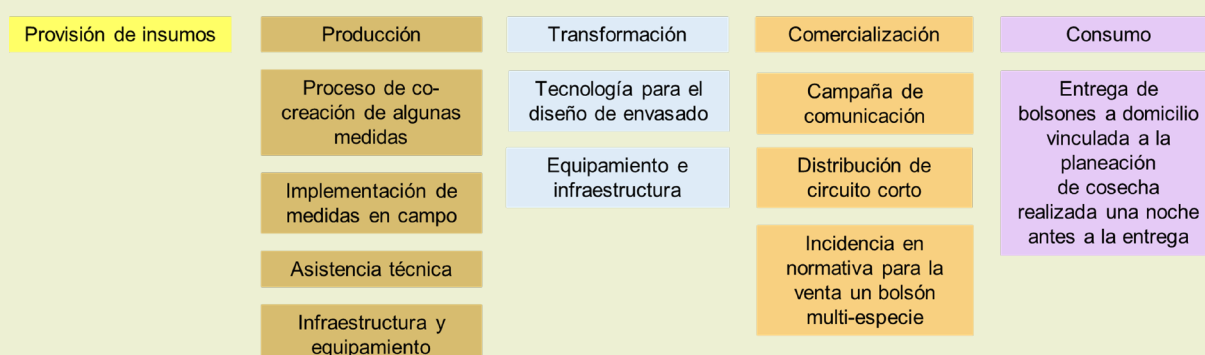 Provisión de insumos
Producción
Transformación
Comercialización
Consumo
Proceso de co-
creación de algunas
medidas
Implementación de
medidas en campo
Asistencia técnica
Infraestructura y
equipamiento
Tecnología para el
diseño de envasado
Equipamiento e
infraestructura
Campaña de
comunicación
Distribución de
circuito corto
Incidencia en
normativa para la
venta un bolsón
multi-especie
Entrega de
bolsones a domicilio
vinculada a la
planeación
de cosecha
realizada una noche
antes a la entrega